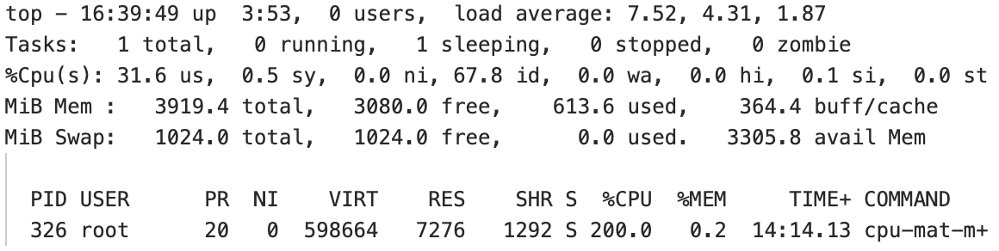 top - 16:39:49 up  3:53,  0 users,  load average: 7.52, 4.31, 1.87
Tasks:   1 total,   0 running,   1 sleeping,   0 stopped,   0 zombie
%Cpu(s): 31.6 us,  0.5 sy,  0.0 ni, 67.8 id,  0.0 wa,  0.0 hi,  0.1 si,  0.0 st
MiB Mem :   3919.4 total,   3080.0 free,    613.6 used,    364.4 buff/cache
MiB Swap:   1024.0 total,   1024.0 free,      0.0 used.   3305.8 avail Mem
PID USER      PR  NI    VIRT    RES    SHR S  %CPU  %MEM     TIME+ COMMAND
326 root      20   0  598664   7276   1292 S 200.0   0.2  14:14.13 cpu-mat-m+